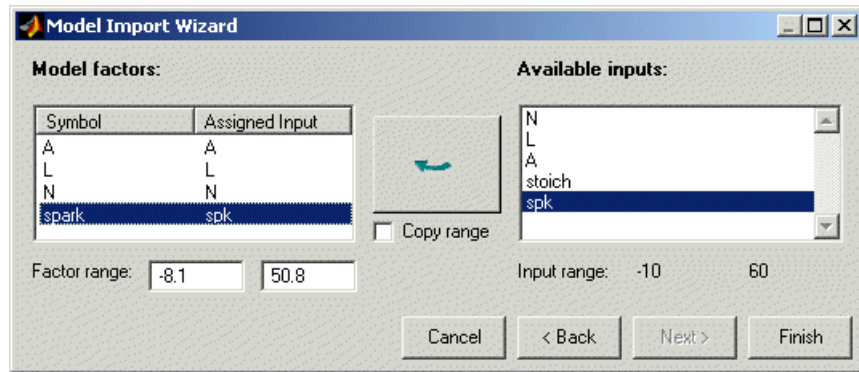 Model Import Wizard
Model factors: Available inputs:
Symbol Assigned Input
A A
L L
N N
spark spk
Copy range
N
L
A
stoich
spk
Factor range: -8.1 50.8
Input range: -10 60
Cancel < Back Next > Finish